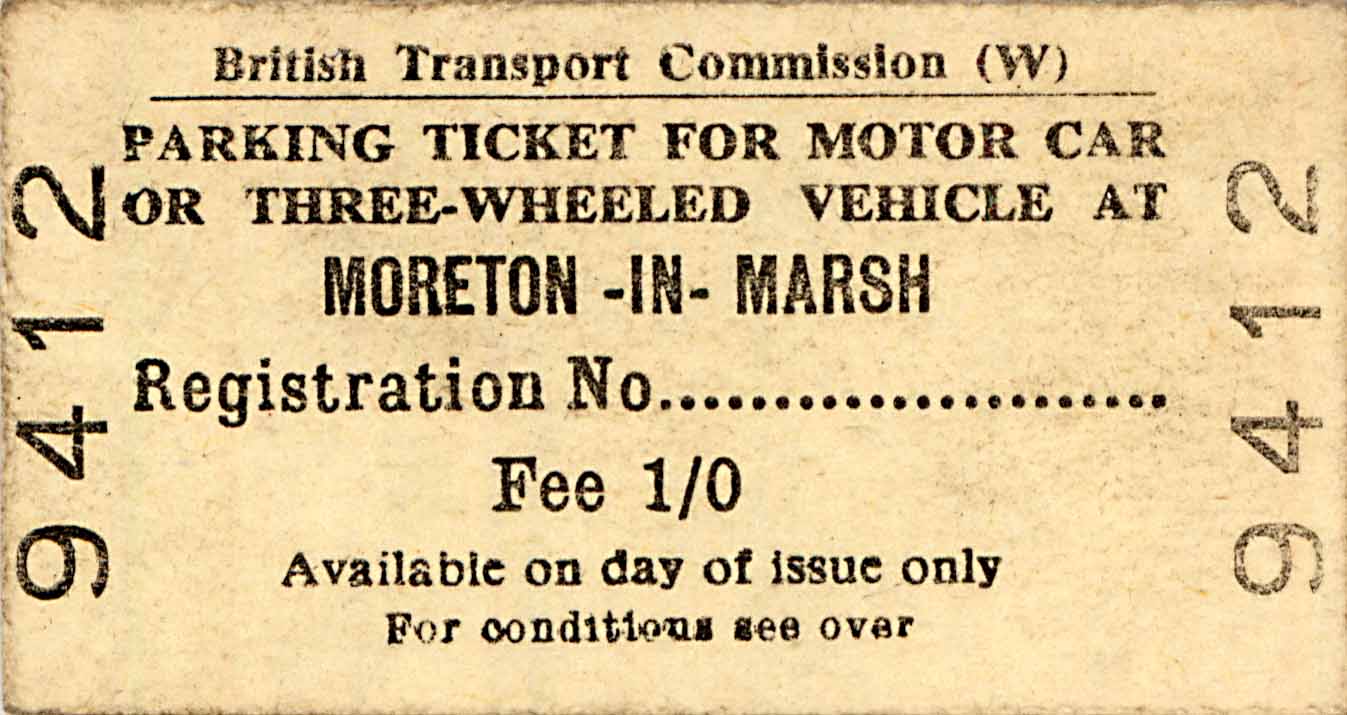 British Transport Commission (W)
PARKING TICKET FOR MOTOR CAR
OR THREE-WHEELED VEHICLE AT
MORETON -IN- MARSH
Registration No.......................
Fee 1/0
Available on day of issue only
For conditions see over
9412
9412